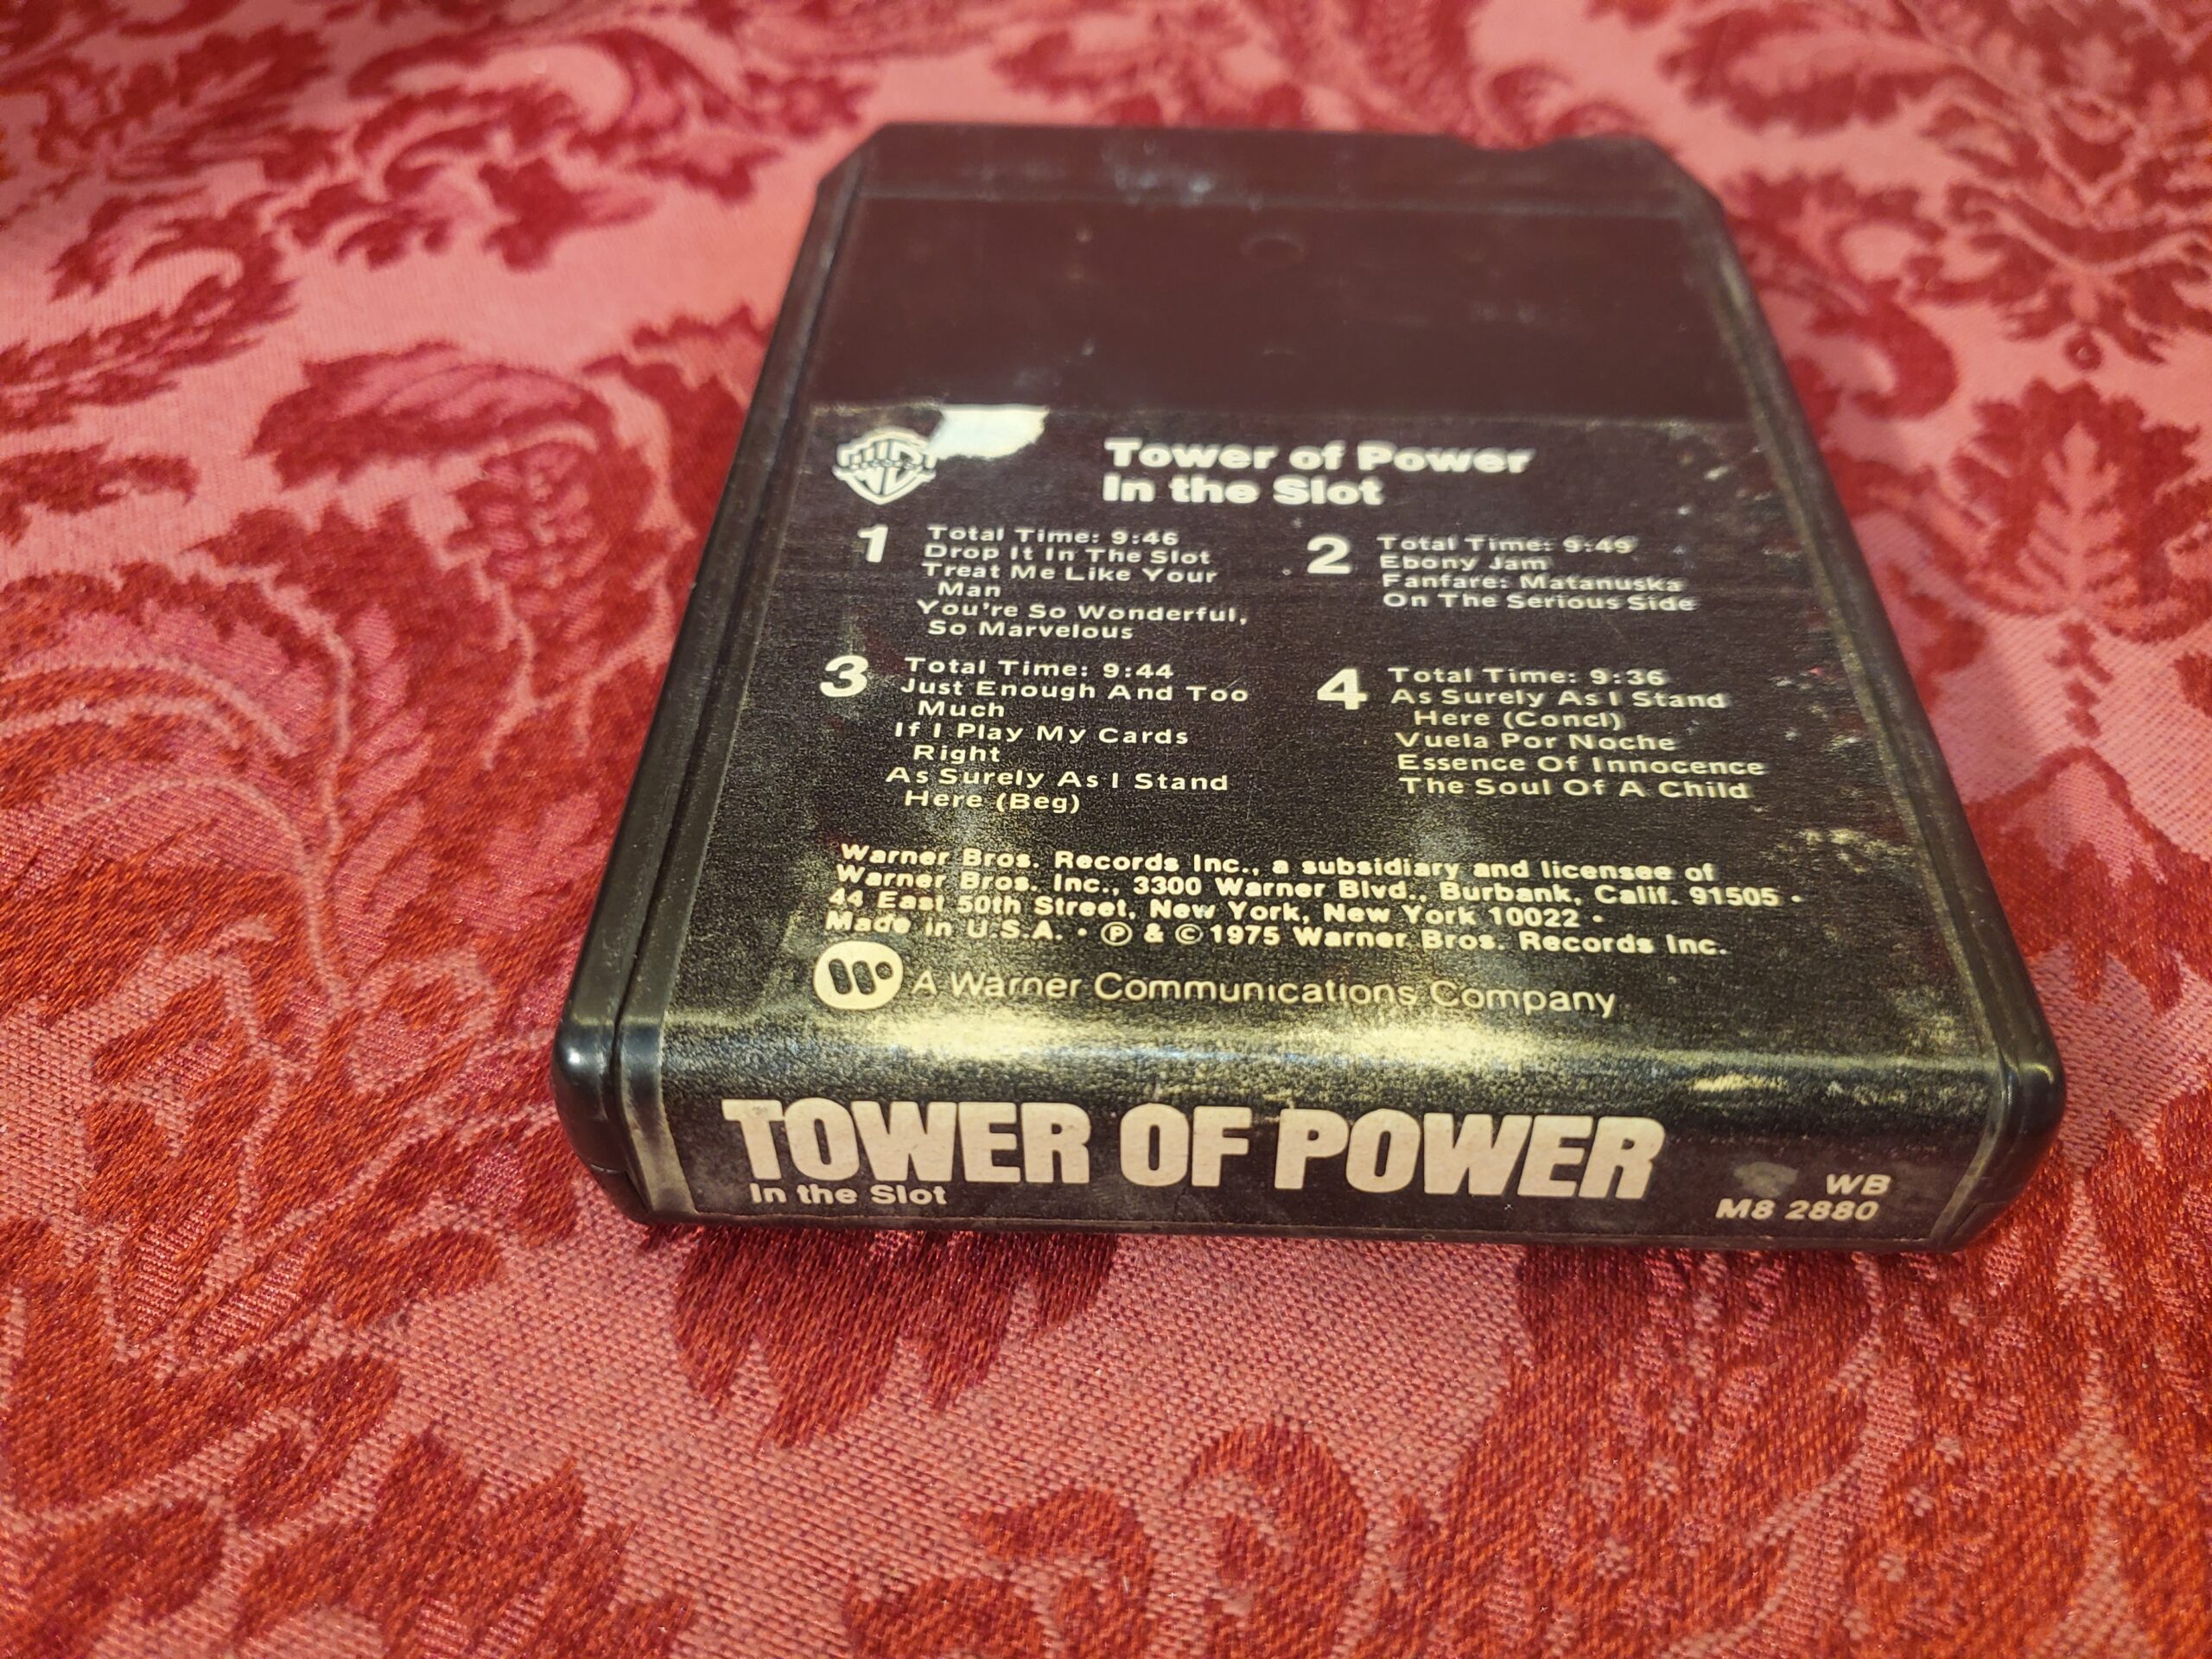 Tower of Power
In the Slot
1
Total Time: 9:46
Drop It In The Slot
Treat Me Like Your
Man
You're So Wonderful,
So Marvelous
2
Total Time: 9:49
Ebony Jam
Fanfare: Matanuska
On The Serious Side
3
Total Time: 9:44
Just Enough And Too
Much
If I Play My Cards
Right
As Surely As I Stand
Here (Beg)
4
Total Time: 9:36
As Surely As I Stand
Here (Concl)
Vuela Por Noche
Essence Of Innocence
The Soul Of A Child
Warner Bros. Records Inc., a subsidiary and licensee of
Warner Bros. Inc., 3300 Warner Blvd., Burbank, Calif. 91505 •
44 East 50th Street, New York, New York 10022 •
Made in U.S.A. • ℗ & © 1975 Warner Bros. Records Inc.
A Warner Communications Company
TOWER OF POWER
In the Slot
WB
M8 2880